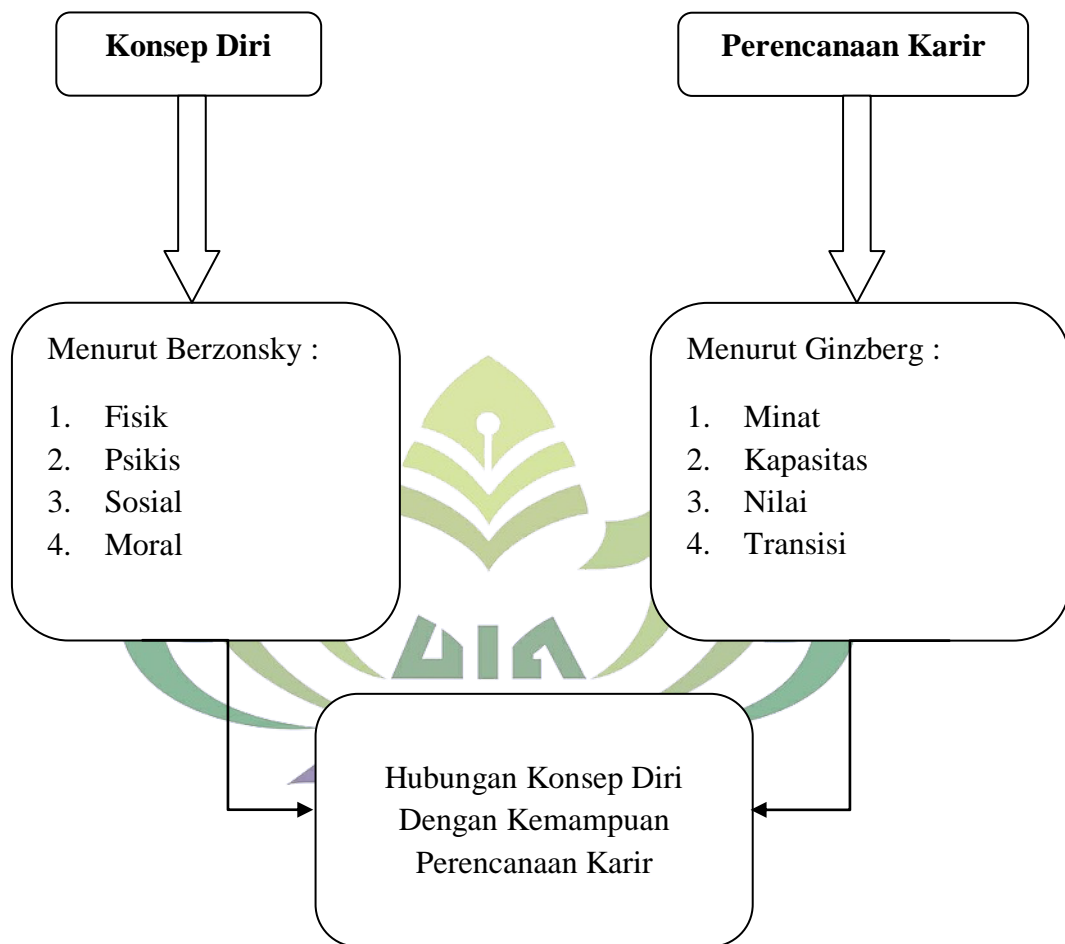 Konsep Diri
Perencanaan Karir
Menurut Berzonsky :
1. Fisik
2. Psikis
3. Sosial
4. Moral
Menurut Ginzberg :
1. Minat
2. Kapasitas
3. Nilai
4. Transisi
UIN
Hubungan Konsep Diri
Dengan Kemampuan
Perencanaan Karir